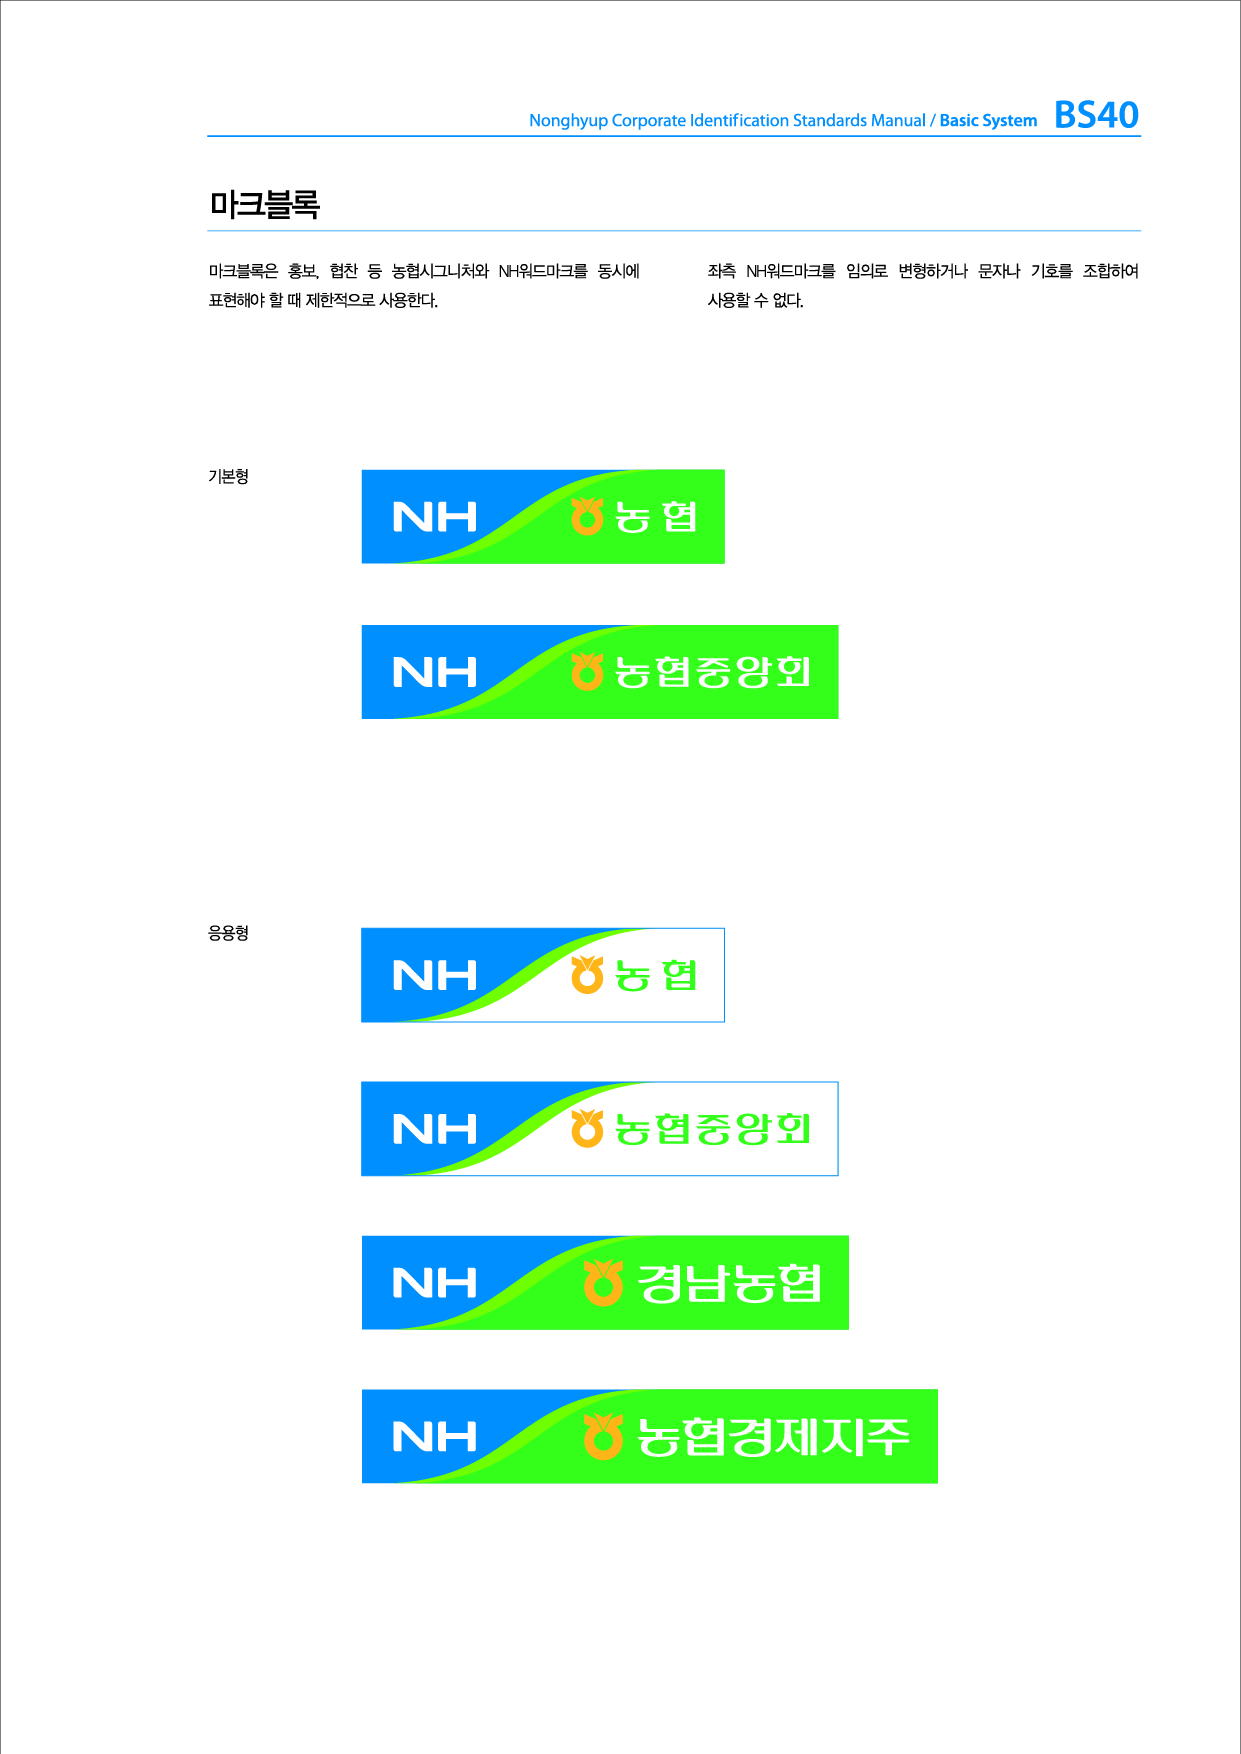 Nonghyup Corporate Identification Standards Manual / Basic System BS40
마크블록
마크블록은 홍보, 협찬 등 농협시그니처와 NH워드마크를 동시에
표현해야 할 때 제한적으로 사용한다.
좌측 NH워드마크를 임의로 변형하거나 문자나 기호를 조합하여
사용할 수 없다.
기본형
NH 농협
NH 농협중앙회
응용형
NH 농협
NH 농협중앙회
NH 경남농협
NH 농협경제지주